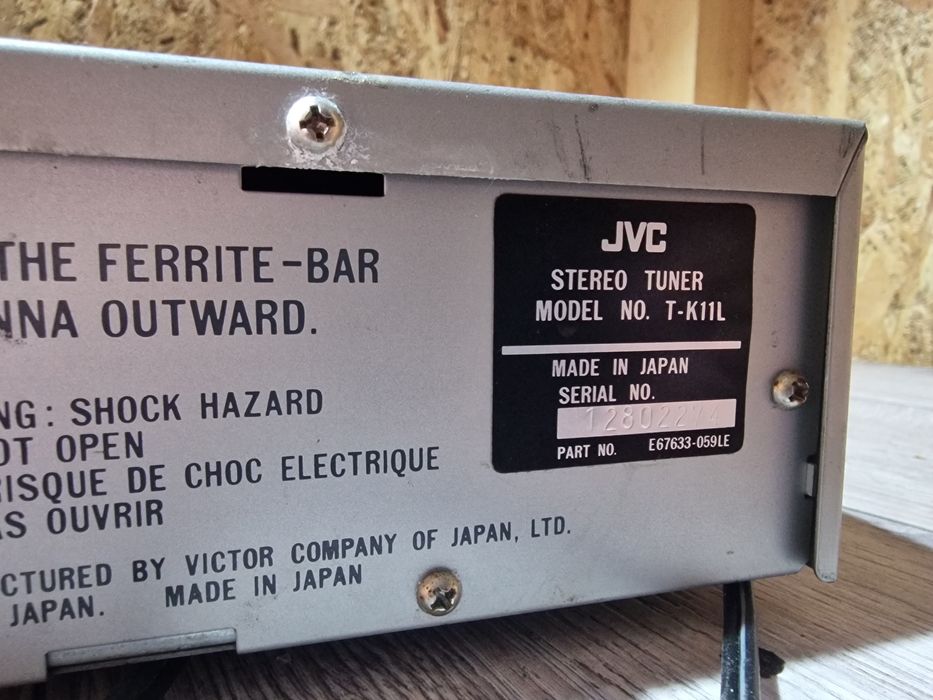 THE FERRITE-BAR
NNA OUTWARD.
NG: SHOCK HAZARD
OT OPEN
RISQUE DE CHOC ELECTRIQUE
AS OUVRIR
CTURED BY VICTOR COMPANY OF JAPAN, LTD.
JAPAN. MADE IN JAPAN
JVC
STEREO TUNER
MODEL NO. T-K11L
MADE IN JAPAN
SERIAL NO.
12802274
PART NO. E67633-059LE